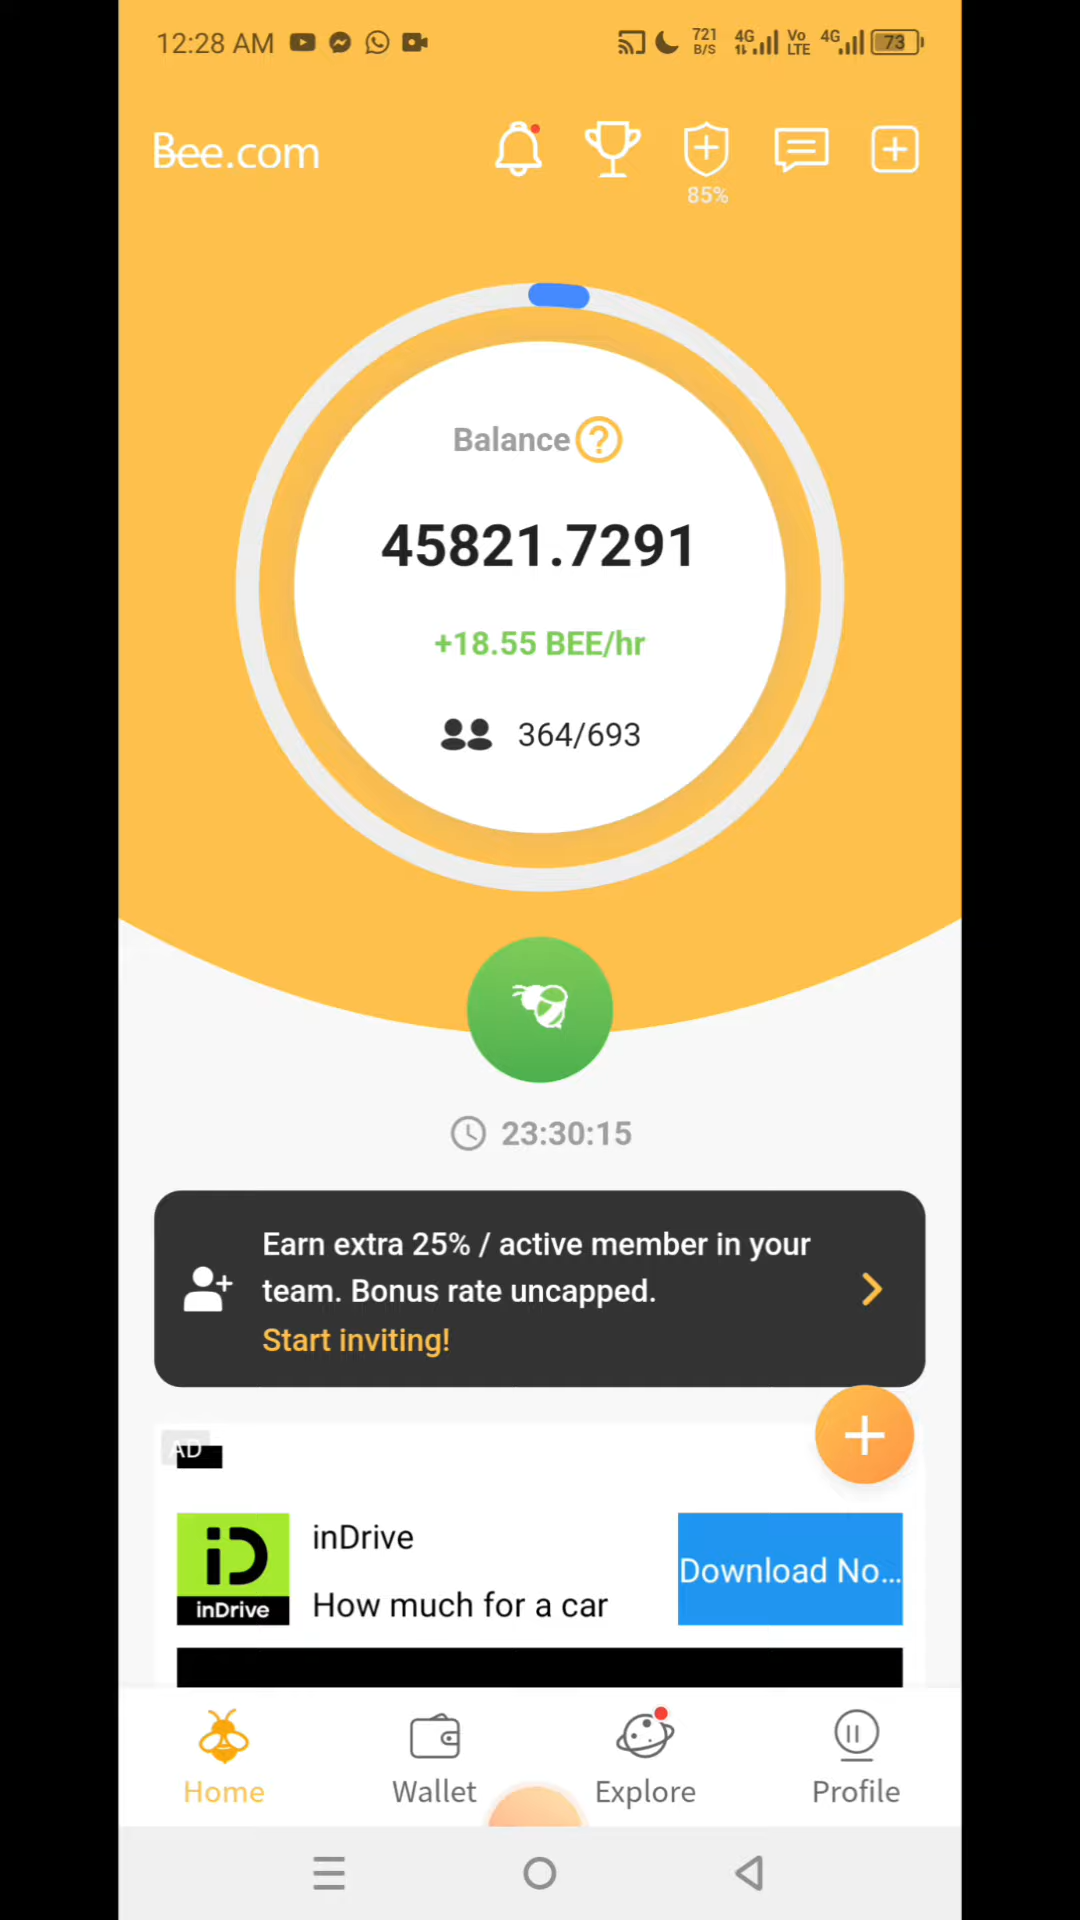 12:28 AM
721 B/S 4G Vo LTE 4G 73
Bee.com
85%
Balance ?
45821.7291
+18.55 BEE/hr
364/693
23:30:15
Earn extra 25% / active member in your
team. Bonus rate uncapped.
Start inviting!
AD
inDrive
How much for a car
Download No...
iD
inDrive
Home
Wallet
Explore
Profile